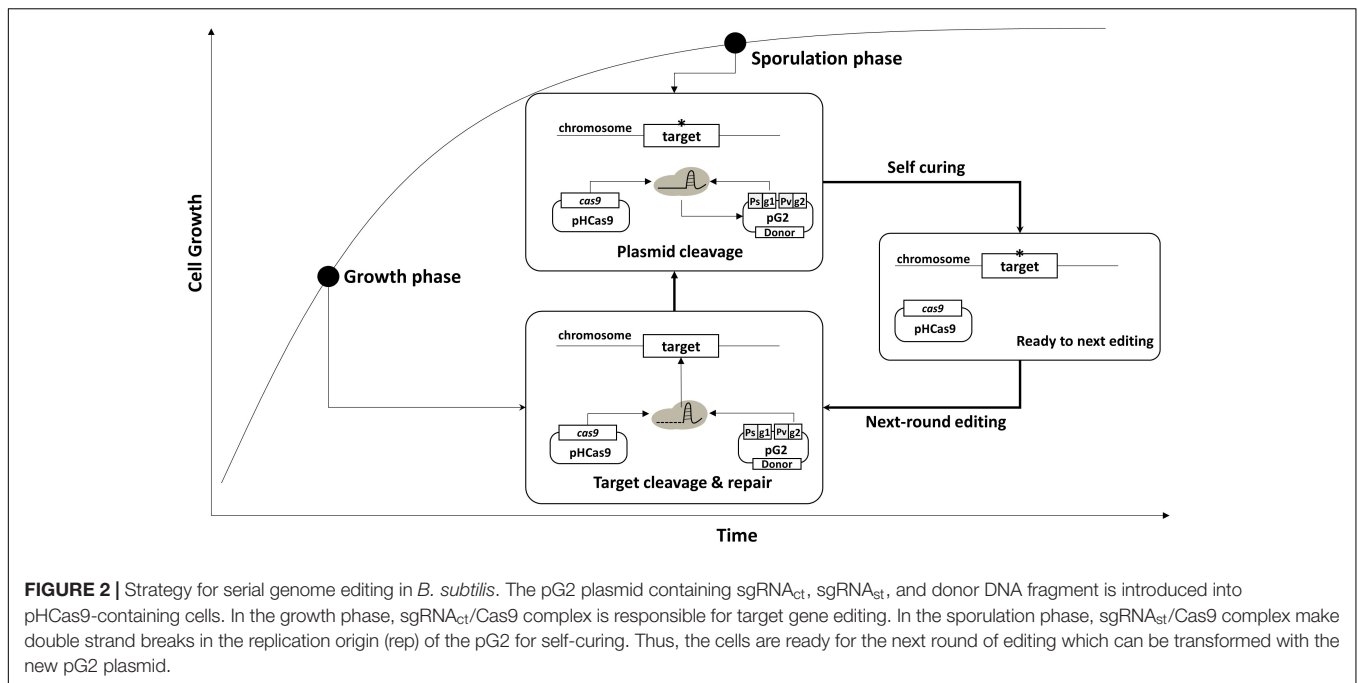 Cell Growth
Sporulation phase
Growth phase
chromosome
*
target
cas9
pHCas9
Ps g1 Pv g2
pG2
Donor
Plasmid cleavage
Self curing
chromosome
*
target
cas9
pHCas9
Ready to next editing
Next-round editing
chromosome
target
cas9
pHCas9
Ps g1 Pv g2
pG2
Donor
Target cleavage & repair
Time
FIGURE 2 | Strategy for serial genome editing in B. subtilis. The pG2 plasmid containing sgRNAct, sgRNAst, and donor DNA fragment is introduced into
pHCas9-containing cells. In the growth phase, sgRNAct/Cas9 complex is responsible for target gene editing. In the sporulation phase, sgRNAst/Cas9 complex make
double strand breaks in the replication origin (rep) of the pG2 for self-curing. Thus, the cells are ready for the next round of editing which can be transformed with the
new pG2 plasmid.